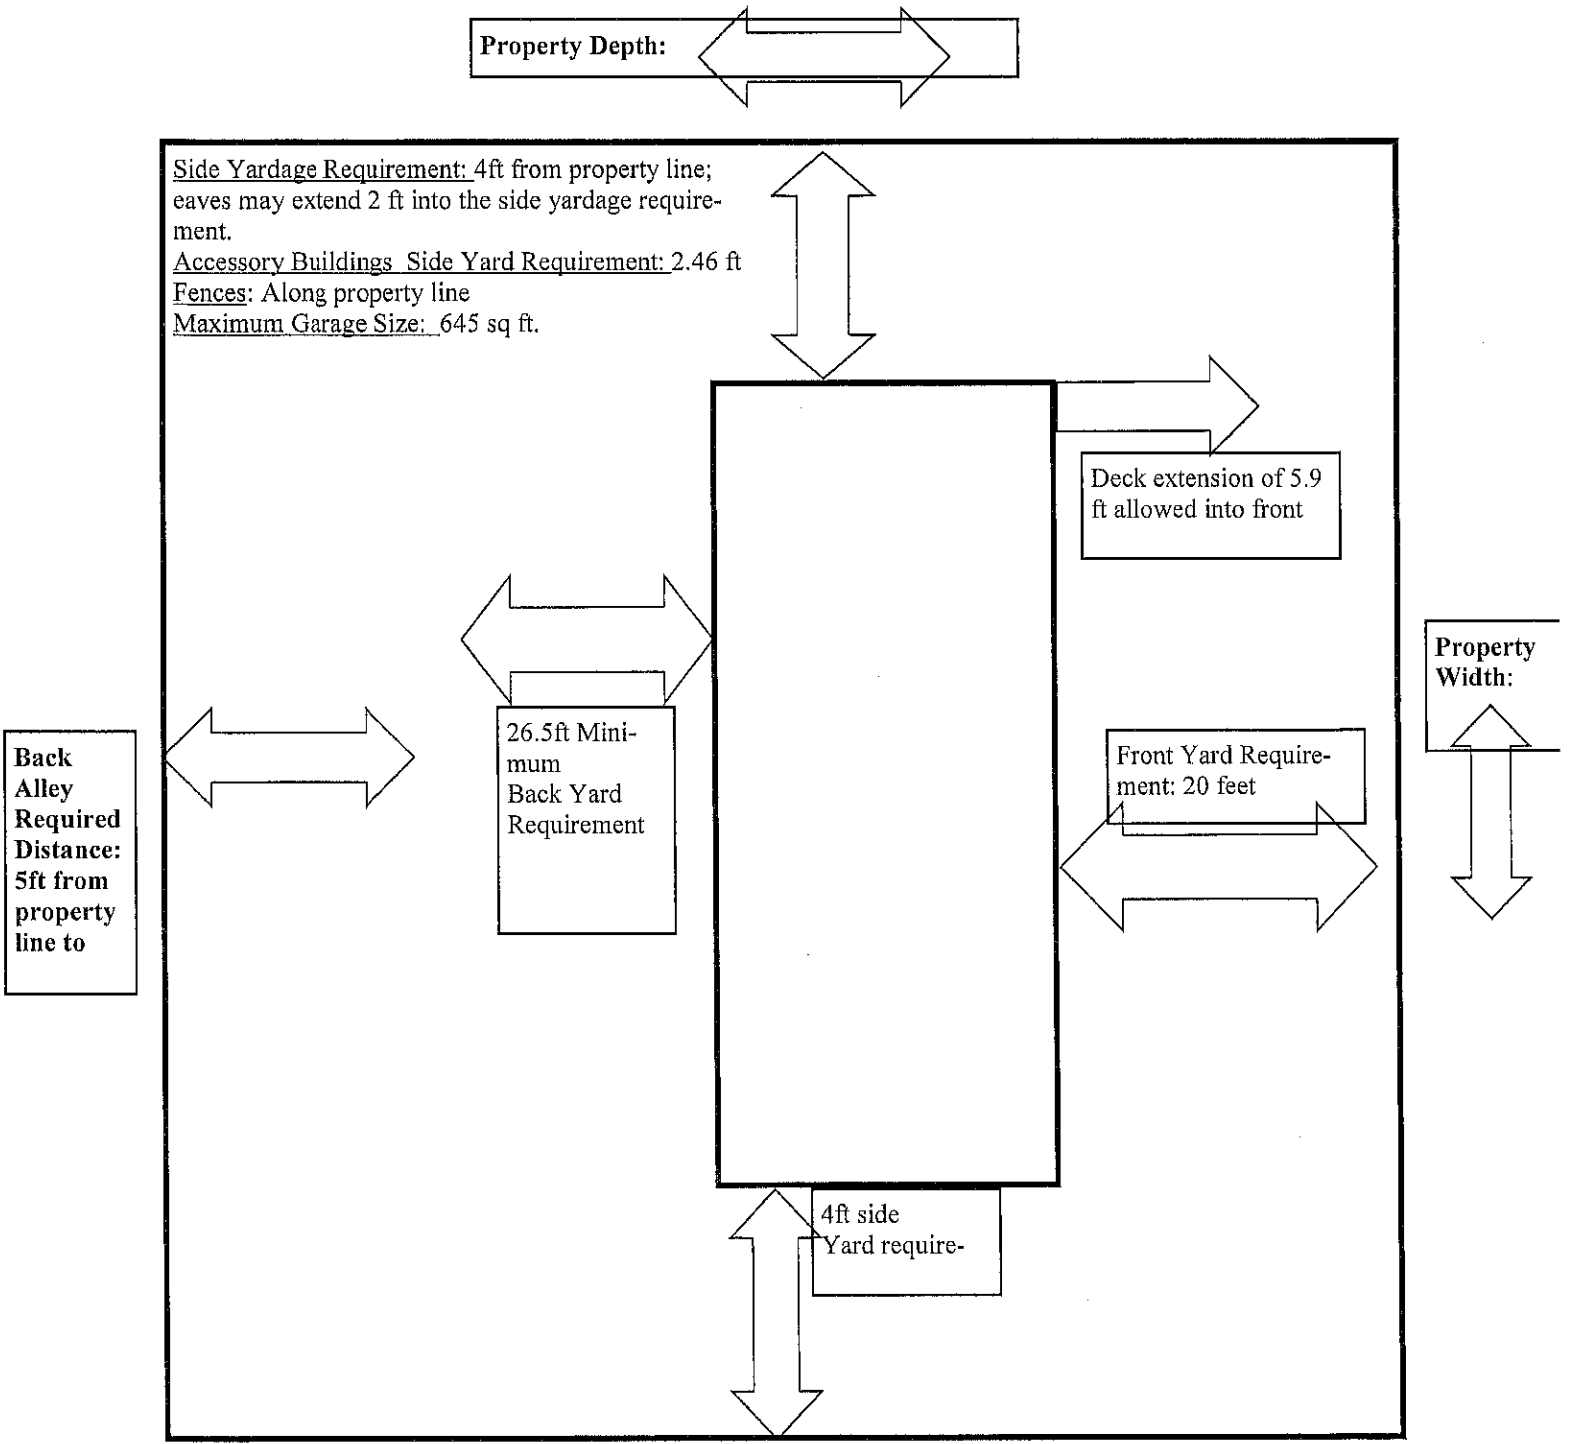 Property Depth:
Side Yardage Requirement: 4ft from property line;
eaves may extend 2 ft into the side yardage require-
ment.
Accessory Buildings Side Yard Requirement: 2.46 ft
Fences: Along property line
Maximum Garage Size: 645 sq ft.
Deck extension of 5.9
ft allowed into front
Property
Width:
26.5ft Mini-
mum
Back Yard
Requirement
Front Yard Require-
ment: 20 feet
Back
Alley
Required
Distance:
5ft from
property
line to
4ft side
Yard require-